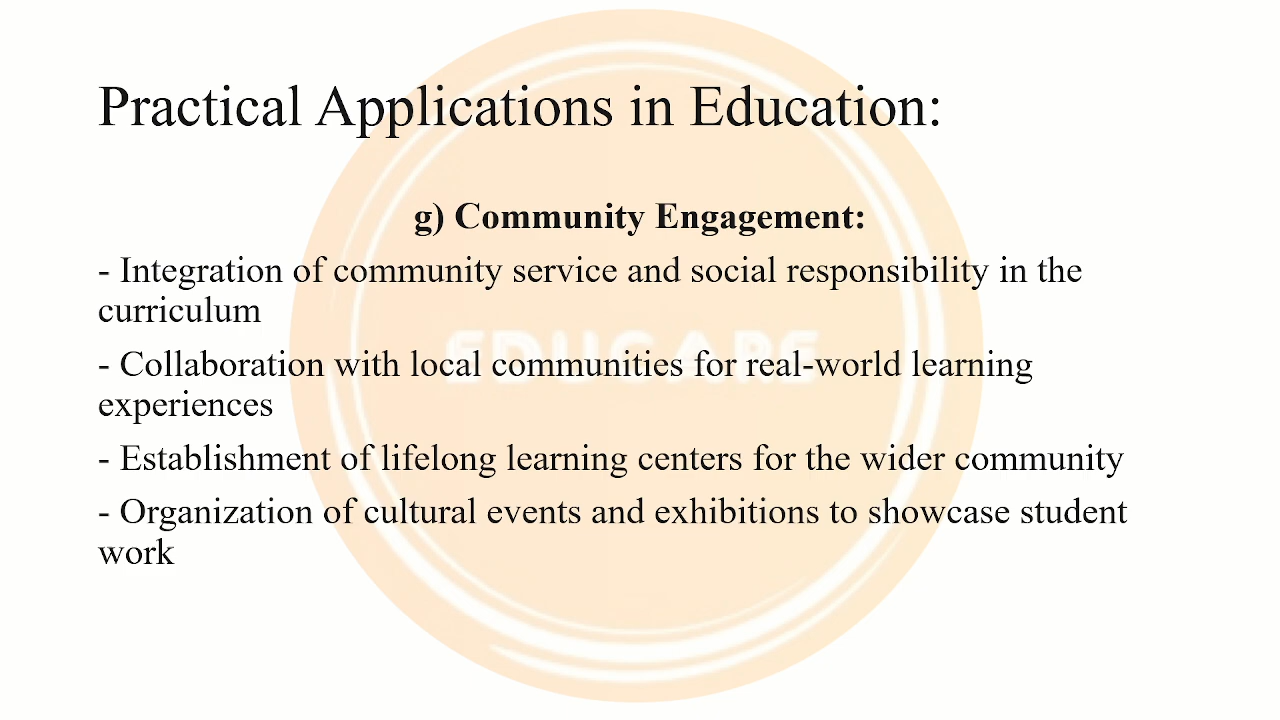 Practical Applications in Education:
g) Community Engagement:
- Integration of community service and social responsibility in the
curriculum
EDUCARE
- Collaboration with local communities for real-world learning
experiences
- Establishment of lifelong learning centers for the wider community
- Organization of cultural events and exhibitions to showcase student
work